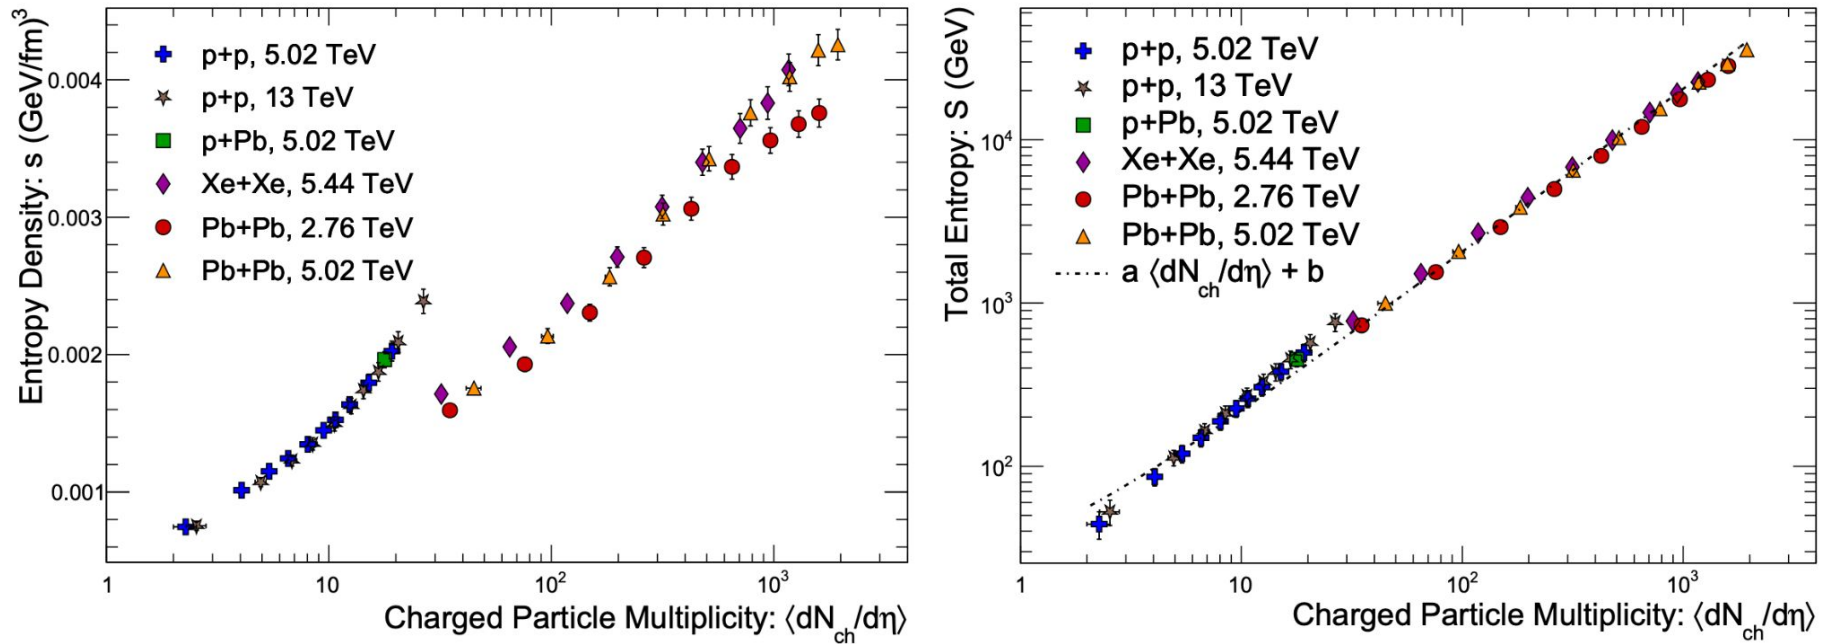 Entropy Density: s (GeV/fm)³
0.004
0.003
0.002
0.001
p+p, 5.02 TeV
p+p, 13 TeV
p+Pb, 5.02 TeV
Xe+Xe, 5.44 TeV
Pb+Pb, 2.76 TeV
Pb+Pb, 5.02 TeV
1
10
10²
10³
Charged Particle Multiplicity: ⟨dN_ch/dη⟩
Total Entropy: S (GeV)
10⁴
10³
10²
p+p, 5.02 TeV
p+p, 13 TeV
p+Pb, 5.02 TeV
Xe+Xe, 5.44 TeV
Pb+Pb, 2.76 TeV
Pb+Pb, 5.02 TeV
a ⟨dN_ch/dη⟩ + b
1
10
10²
10³
Charged Particle Multiplicity: ⟨dN_ch/dη⟩